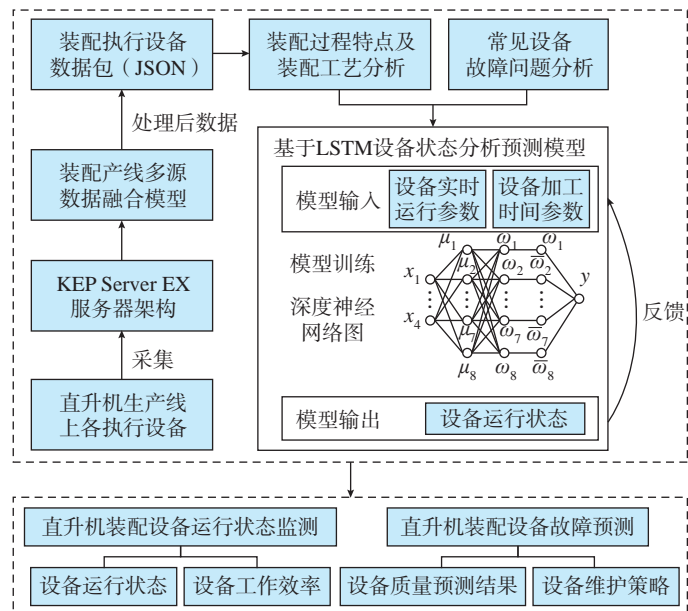 装配执行设备
数据包（JSON）
装配过程特点及
装配工艺分析
常见设备
故障问题分析
处理后数据
装配产线多源
数据融合模型
KEP Server EX
服务器架构
采集
直升机生产线
上各执行设备
基于LSTM设备状态分析预测模型
模型输入
设备实时
运行参数
设备加工
时间参数
模型训练
深度神经
网络图
μ₁ ω₁ ω₁
x₁ μ₂ ω₂ ω̅₂ y
x₄ μ₇ ω₇ ω̅₇
μ₈ ω₈ ω̅₈
反馈
模型输出
设备运行状态
直升机装配设备运行状态监测
直升机装配设备故障预测
设备运行状态
设备工作效率
设备质量预测结果
设备维护策略